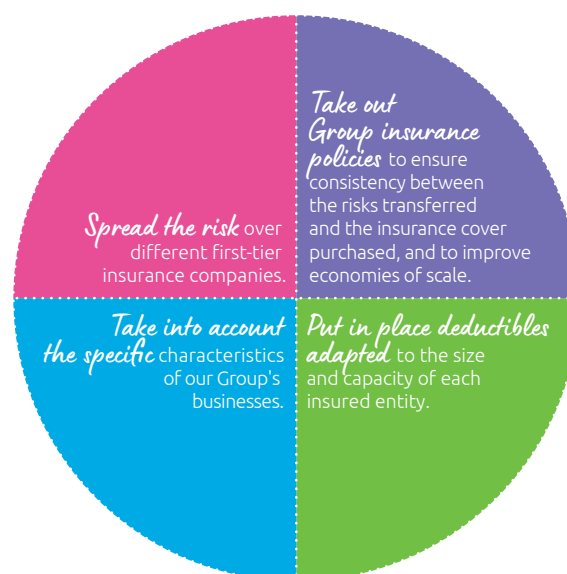 Spread the risk over
different first-tier
insurance companies.
Take out
Group insurance
policies to ensure
consistency between
the risks transferred
and the insurance cover
purchased, and to improve
economies of scale.
Take into account
the specific characteristics
of our Group's
businesses.
Put in place deductibles
adapted to the size
and capacity of each
insured entity.